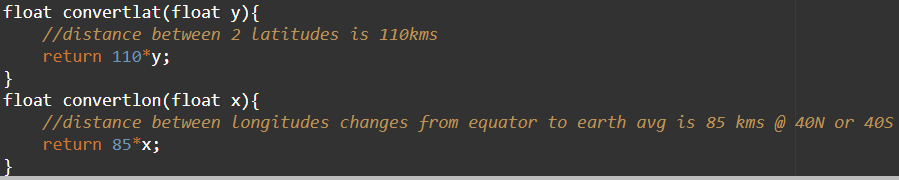 float convertlat(float y){
    //distance between 2 latitudes is 110kms
    return 110*y;
}
float convertlon(float x){
    //distance between longitudes changes from equator to earth avg is 85 kms @ 40N or 40S
    return 85*x;
}